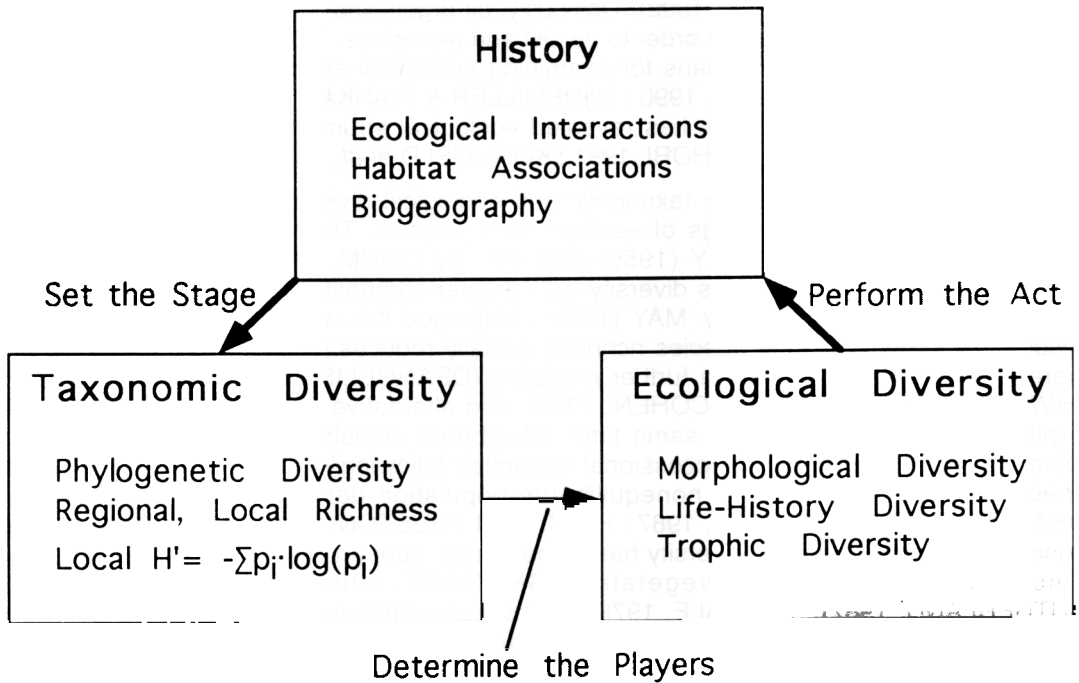 History
Ecological Interactions
Habitat Associations
Biogeography
Set the Stage
Perform the Act
Taxonomic Diversity
Phylogenetic Diversity
Regional, Local Richness
Local H'= -∑pi·log(pi)
Ecological Diversity
Morphological Diversity
Life-History Diversity
Trophic Diversity
Determine the Players